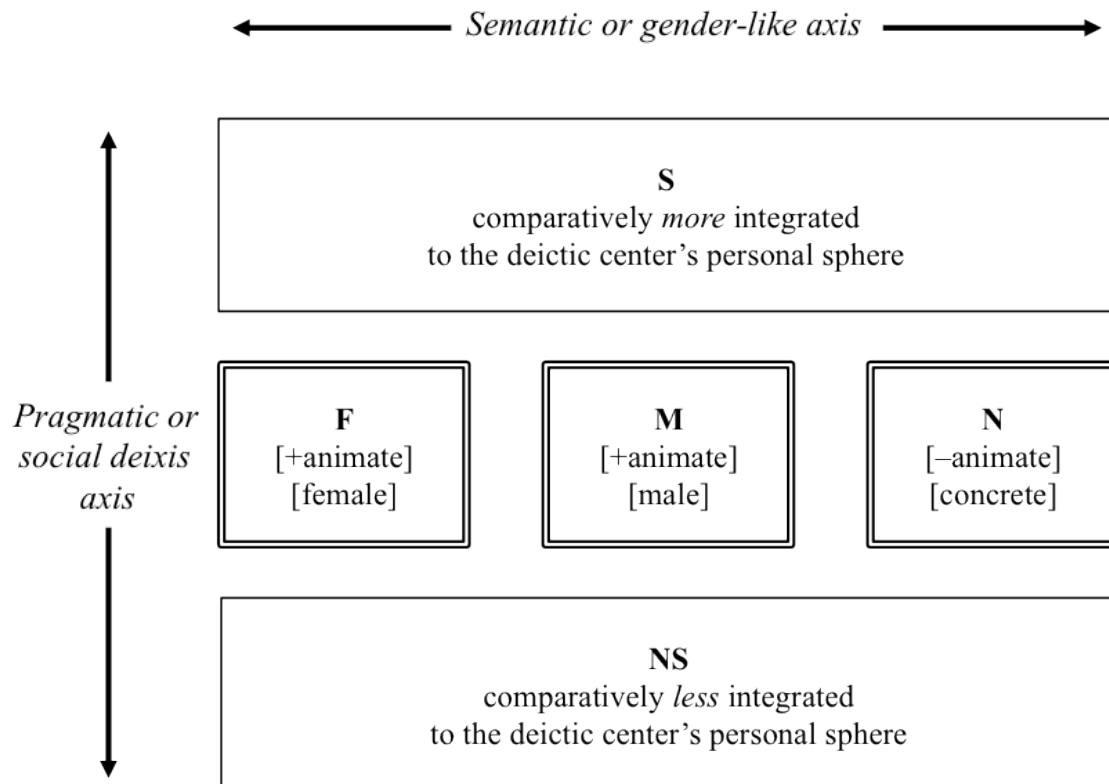 Semantic or gender-like axis
S
comparatively more integrated
to the deictic center’s personal sphere
Pragmatic or
social deixis
axis
F
[+animate]
[female]
M
[+animate]
[male]
N
[–animate]
[concrete]
NS
comparatively less integrated
to the deictic center’s personal sphere